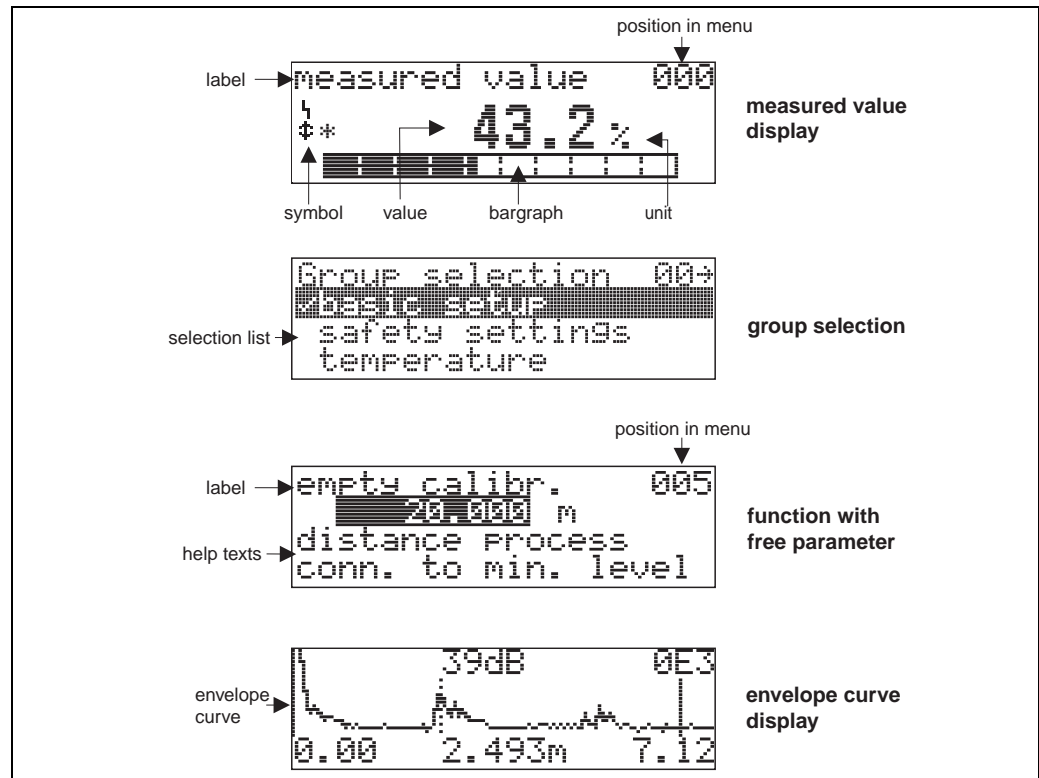 position in menu
label
measured value 000
measured value
display
43.2 %
symbol value bargraph unit
Group selection 00→
✓basic setup
selection list
safety settings
temperature
group selection
position in menu
label
empty calibr. 005
20.000 m
function with
free parameter
help texts
distance process
conn. to min. level
39dB 0E3
envelope
curve
envelope curve
display
0.00 2.493m 7.12